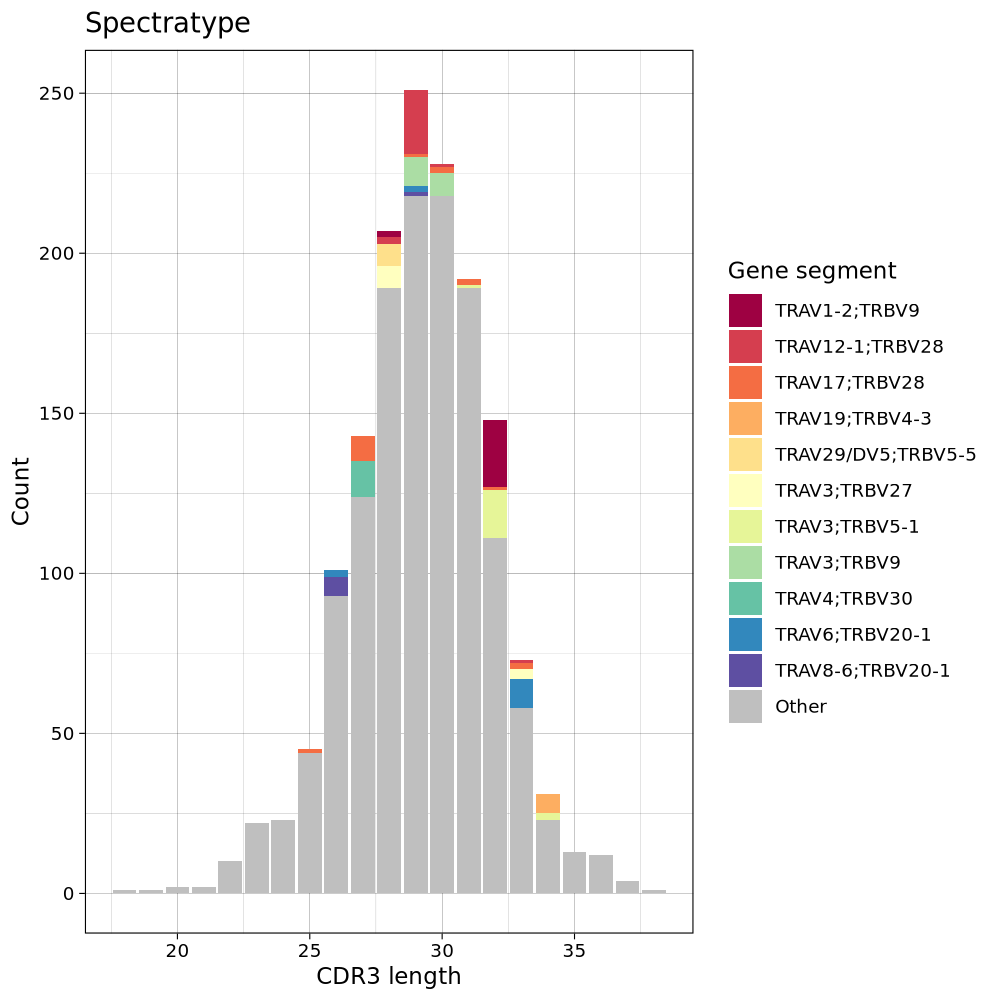 Spectratype
250
200
150
100
50
0
Count
20 25 30 35
CDR3 length
Gene segment
TRAV1-2;TRBV9
TRAV12-1;TRBV28
TRAV17;TRBV28
TRAV19;TRBV4-3
TRAV29/DV5;TRBV5-5
TRAV3;TRBV27
TRAV3;TRBV5-1
TRAV3;TRBV9
TRAV4;TRBV30
TRAV6;TRBV20-1
TRAV8-6;TRBV20-1
Other